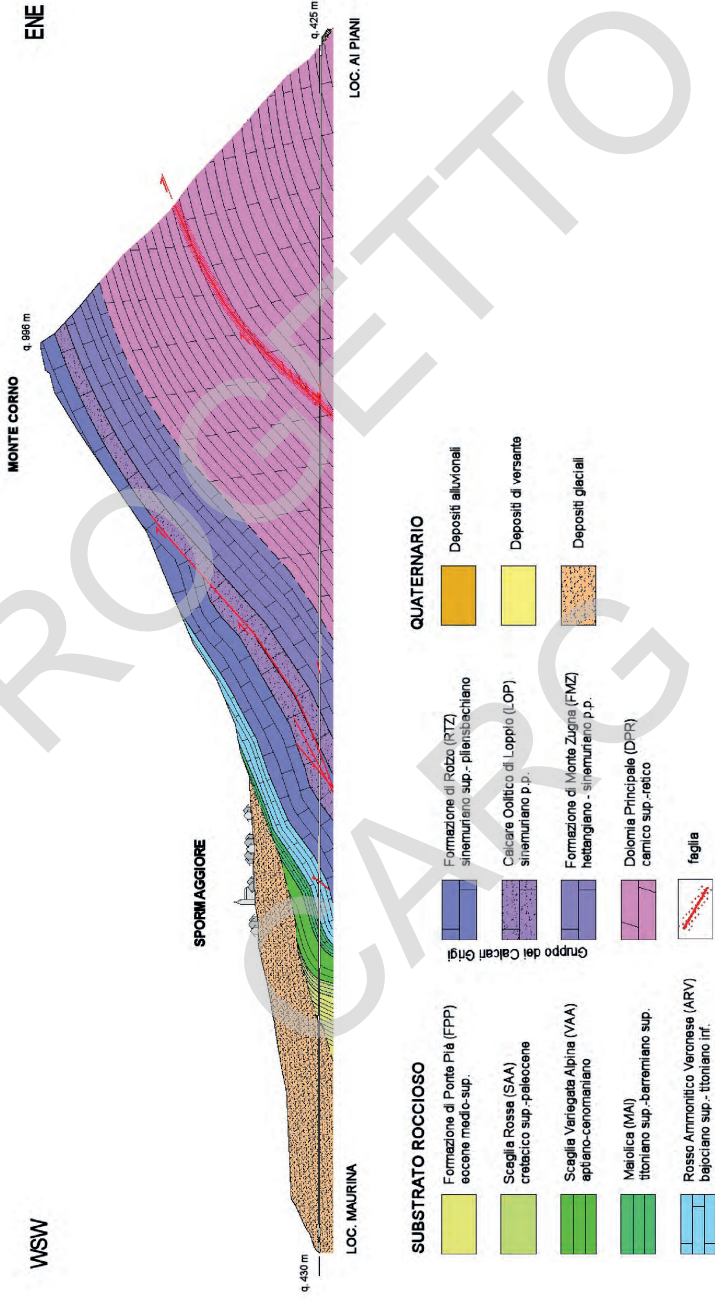 WSW
ENE
MONTE CORNO
q. 996 m
SPORMAGGIORE
q. 430 m
q. 425 m
LOC. MAURINA
LOC. AI PIANI
SUBSTRATO ROCCIOSO
Formazione di Ponte Pià (FPP)
eocene medio-sup.
Scaglia Rossa (SAA)
cretacico sup.-paleocene
Scaglia Variegata Alpina (VAA)
aptiano-cenomaniano
Maiolica (MAI)
titoniano sup.-barremiano sup.
Rosso Ammonitico Veronese (ARV)
bajociano sup.- titoniano inf.
Gruppo dei Calcari Grigi
Formazione di Rotzo (RTZ)
sinemuriano sup.- pliensbachiano
Calcare Oolitico di Loppio (LOP)
sinemuriano p.p.
Formazione di Monte Zugna (FMZ)
hettangiano - sinemuriano p.p.
Dolomia Principale (DPR)
carnico sup.-retico
faglia
QUATERNARIO
Depositi alluvionali
Depositi di versante
Depositi glaciali
ROGETTO
CARG